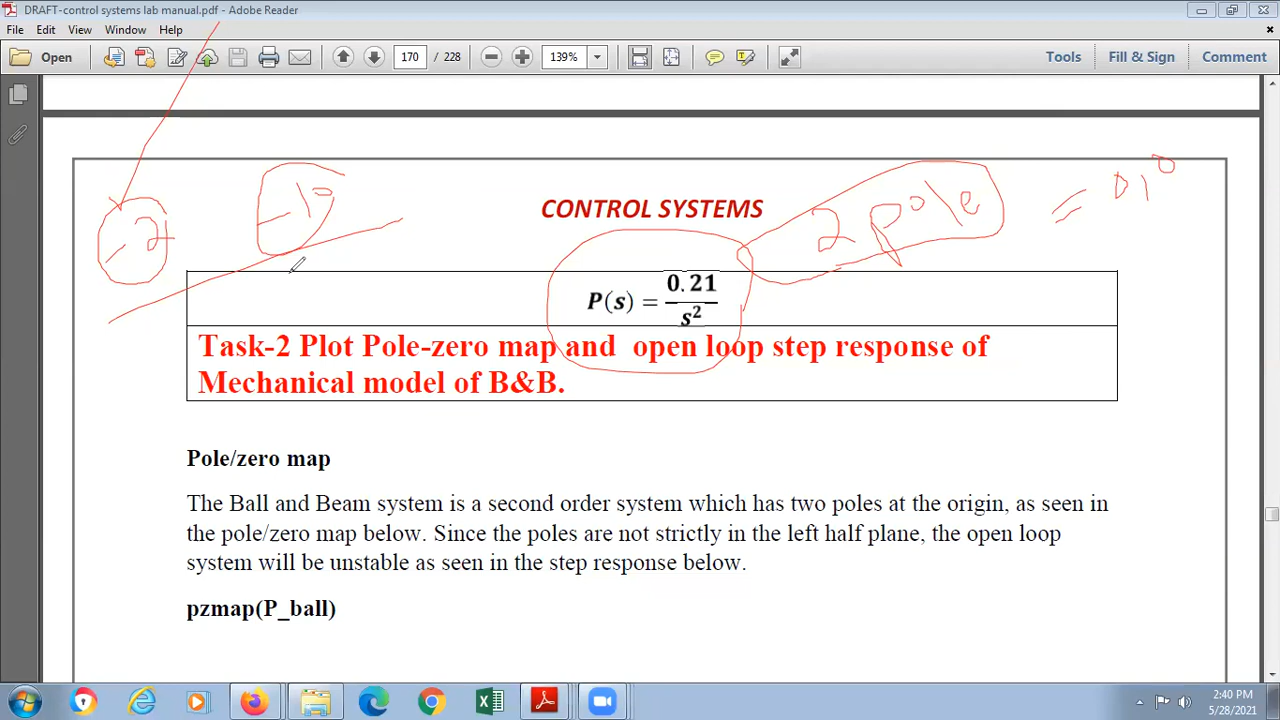 DRAFT-control systems lab manual.pdf - Adobe Reader
File Edit View Window Help
Open 170 / 228 139% Tools Fill & Sign Comment
-2 -10 2 pole = 0,0
CONTROL SYSTEMS
P(s) = 0.21 / s²
Task-2 Plot Pole-zero map and open loop step response of
Mechanical model of B&B.
Pole/zero map
The Ball and Beam system is a second order system which has two poles at the origin, as seen in
the pole/zero map below. Since the poles are not strictly in the left half plane, the open loop
system will be unstable as seen in the step response below.
pzmap(P_ball)
2:40 PM
5/28/2021